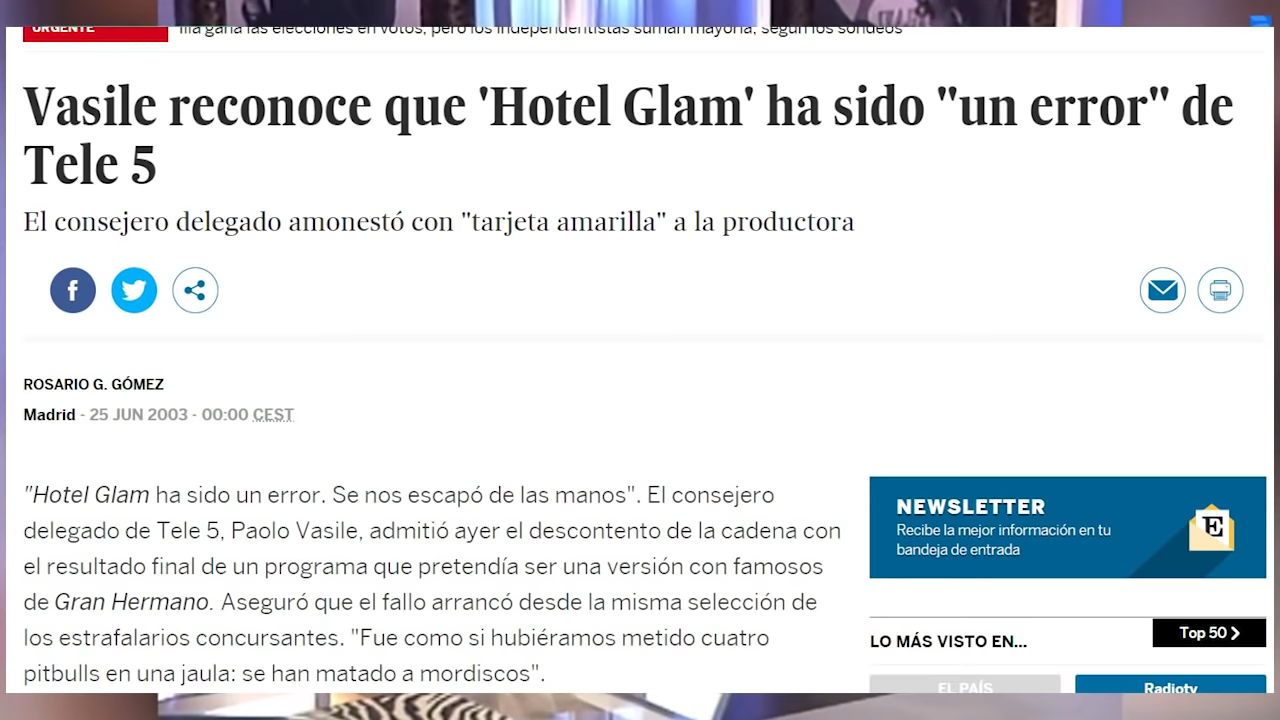 URGENTE
Illa gana las elecciones en votos, pero los independentistas suman mayoría, según los sondeos
Vasile reconoce que 'Hotel Glam' ha sido "un error" de
Tele 5
El consejero delegado amonestó con "tarjeta amarilla" a la productora
ROSARIO G. GÓMEZ
Madrid - 25 JUN 2003 - 00:00 CEST
"Hotel Glam ha sido un error. Se nos escapó de las manos". El consejero
delegado de Tele 5, Paolo Vasile, admitió ayer el descontento de la cadena con
el resultado final de un programa que pretendía ser una versión con famosos
de Gran Hermano. Aseguró que el fallo arrancó desde la misma selección de
los estrafalarios concursantes. "Fue como si hubiéramos metido cuatro
pitbulls en una jaula: se han matado a mordiscos".
NEWSLETTER
Recibe la mejor información en tu
bandeja de entrada
E
Top 50
LO MÁS VISTO EN...
EL PAÍS
Radiotv